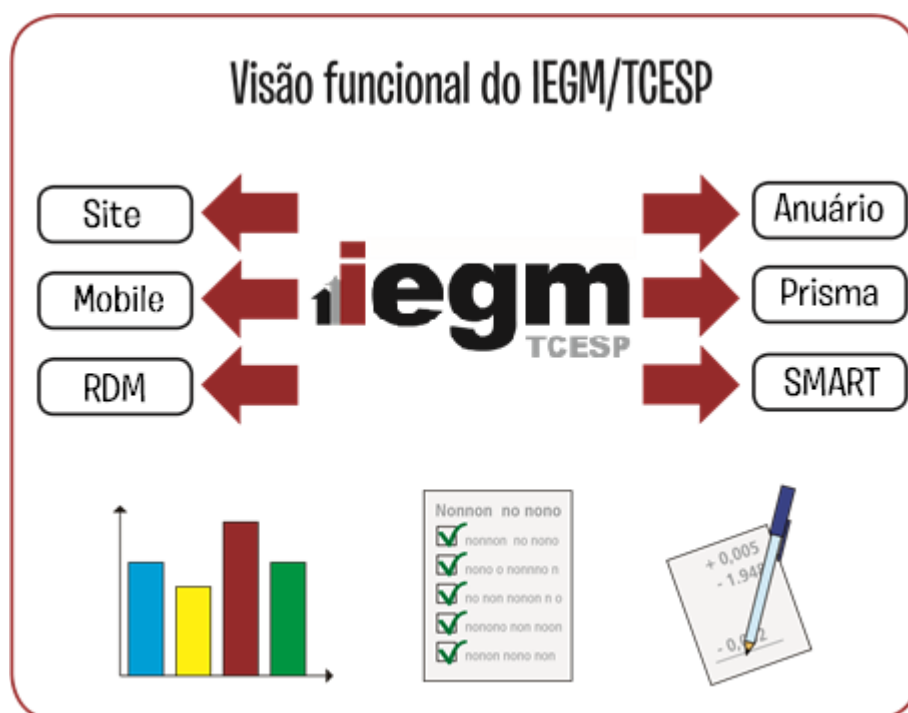 Visão funcional do IEGM/TCESP
Site
Mobile
RDM
iegm
TCESP
Anuário
Prisma
SMART
Nonnon no nono
nonnon no nono
nono o nonnno n
no non nonon n o
nonono non noon
nonon nono non
+ 0,005
- 1.948